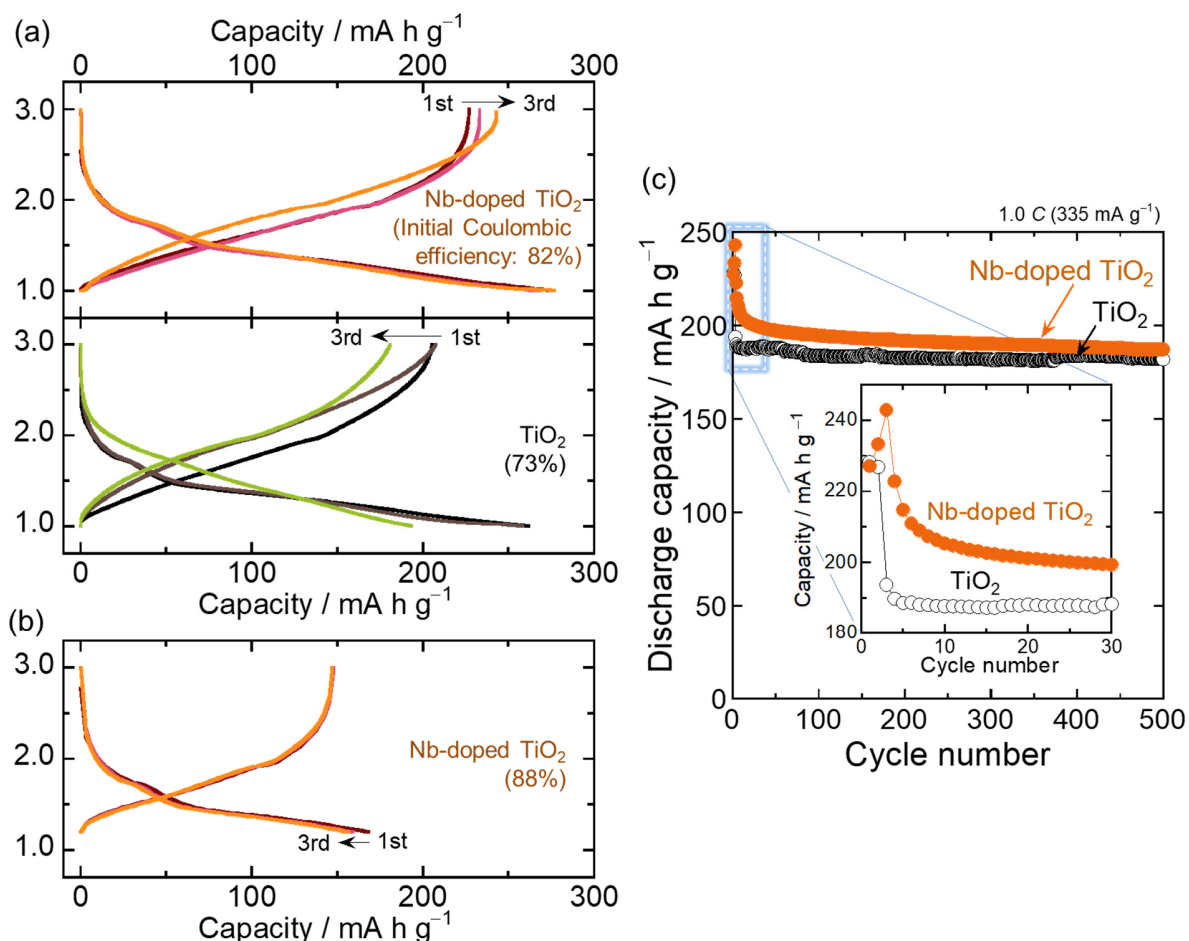 (a)
Capacity / mA h g⁻¹
0 100 200 300
3.0
2.0
1.0
1st → 3rd
Nb-doped TiO₂
(Initial Coulombic
efficiency: 82%)
3.0
2.0
1.0
3rd ← 1st
TiO₂
(73%)
0 100 200 300
Capacity / mA h g⁻¹
(b)
3.0
2.0
1.0
Nb-doped TiO₂
(88%)
3rd ← 1st
0 100 200 300
Capacity / mA h g⁻¹
(c)
1.0 C (335 mA g⁻¹)
Discharge capacity / mA h g⁻¹
250
200
150
100
50
0
Nb-doped TiO₂
TiO₂
Capacity / mA h g⁻¹
240
220
200
180
Nb-doped TiO₂
TiO₂
0 10 20 30
Cycle number
0 100 200 300 400 500
Cycle number